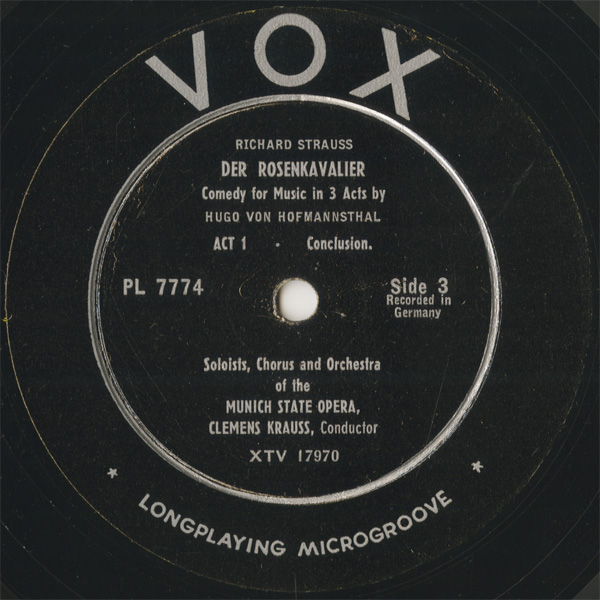 VOX
RICHARD STRAUSS
DER ROSENKAVALIER
Comedy for Music in 3 Acts by
HUGO VON HOFMANNSTHAL
ACT 1 · Conclusion.
PL 7774
Side 3
Recorded in
Germany
Soloists, Chorus and Orchestra
of the
MUNICH STATE OPERA,
CLEMENS KRAUSS, Conductor
XTV 17970
* LONGPLAYING MICROGROOVE *